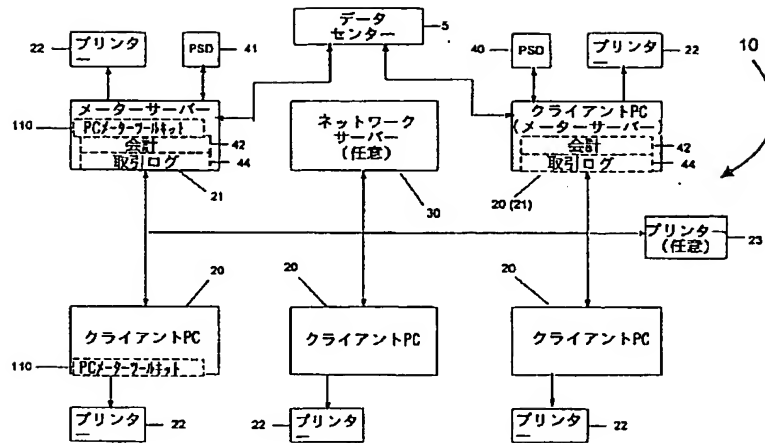 データ
センター
5
22
プリンタ
PSD
41
40
PSD
プリンタ
22
10
メーターサーバー
110
PCメーターツールキット
会計
42
取引ログ
44
21
ネットワーク
サーバー
(任意)
30
クライアントPC
(メーターサーバー)
会計
42
取引ログ
44
20 (21)
プリンター
(任意)
23
20
クライアントPC
110
PCメーターツールキット
プリンタ
22
20
クライアントPC
22
プリンタ
20
クライアントPC
プリンタ
22